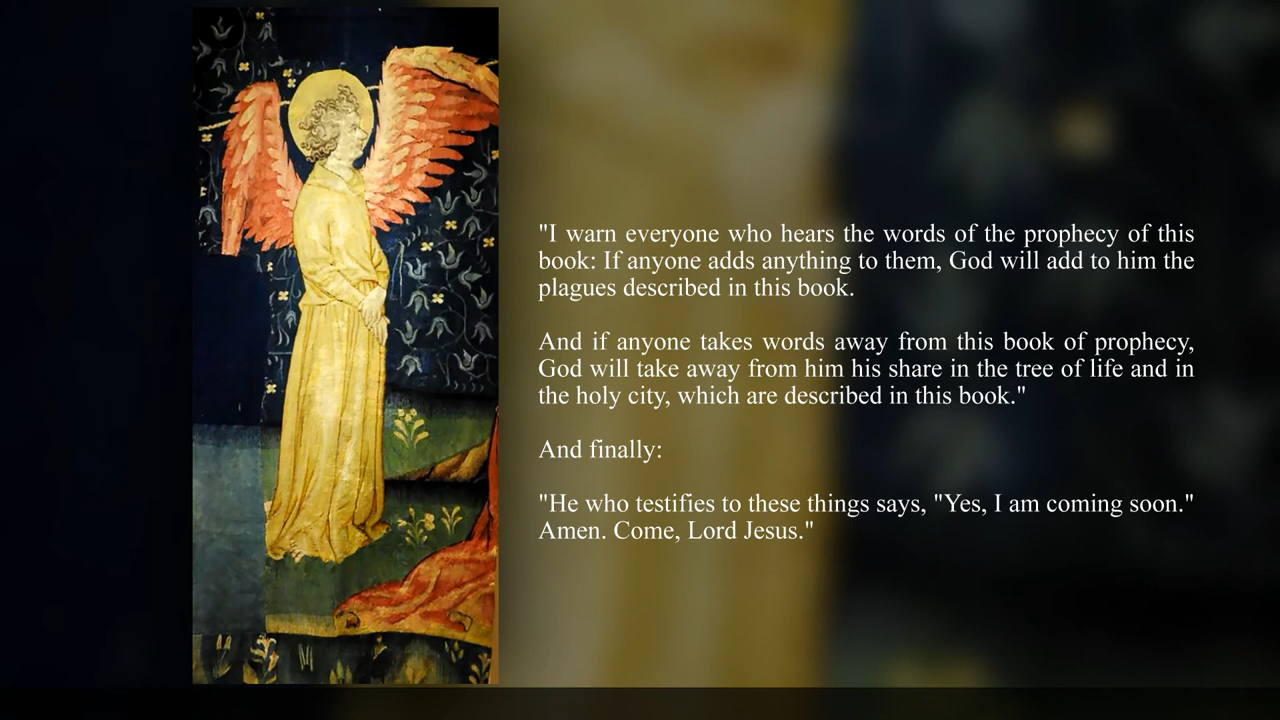 "I warn everyone who hears the words of the prophecy of this
book: If anyone adds anything to them, God will add to him the
plagues described in this book.
And if anyone takes words away from this book of prophecy,
God will take away from him his share in the tree of life and in
the holy city, which are described in this book."
And finally:
"He who testifies to these things says, "Yes, I am coming soon."
Amen. Come, Lord Jesus."